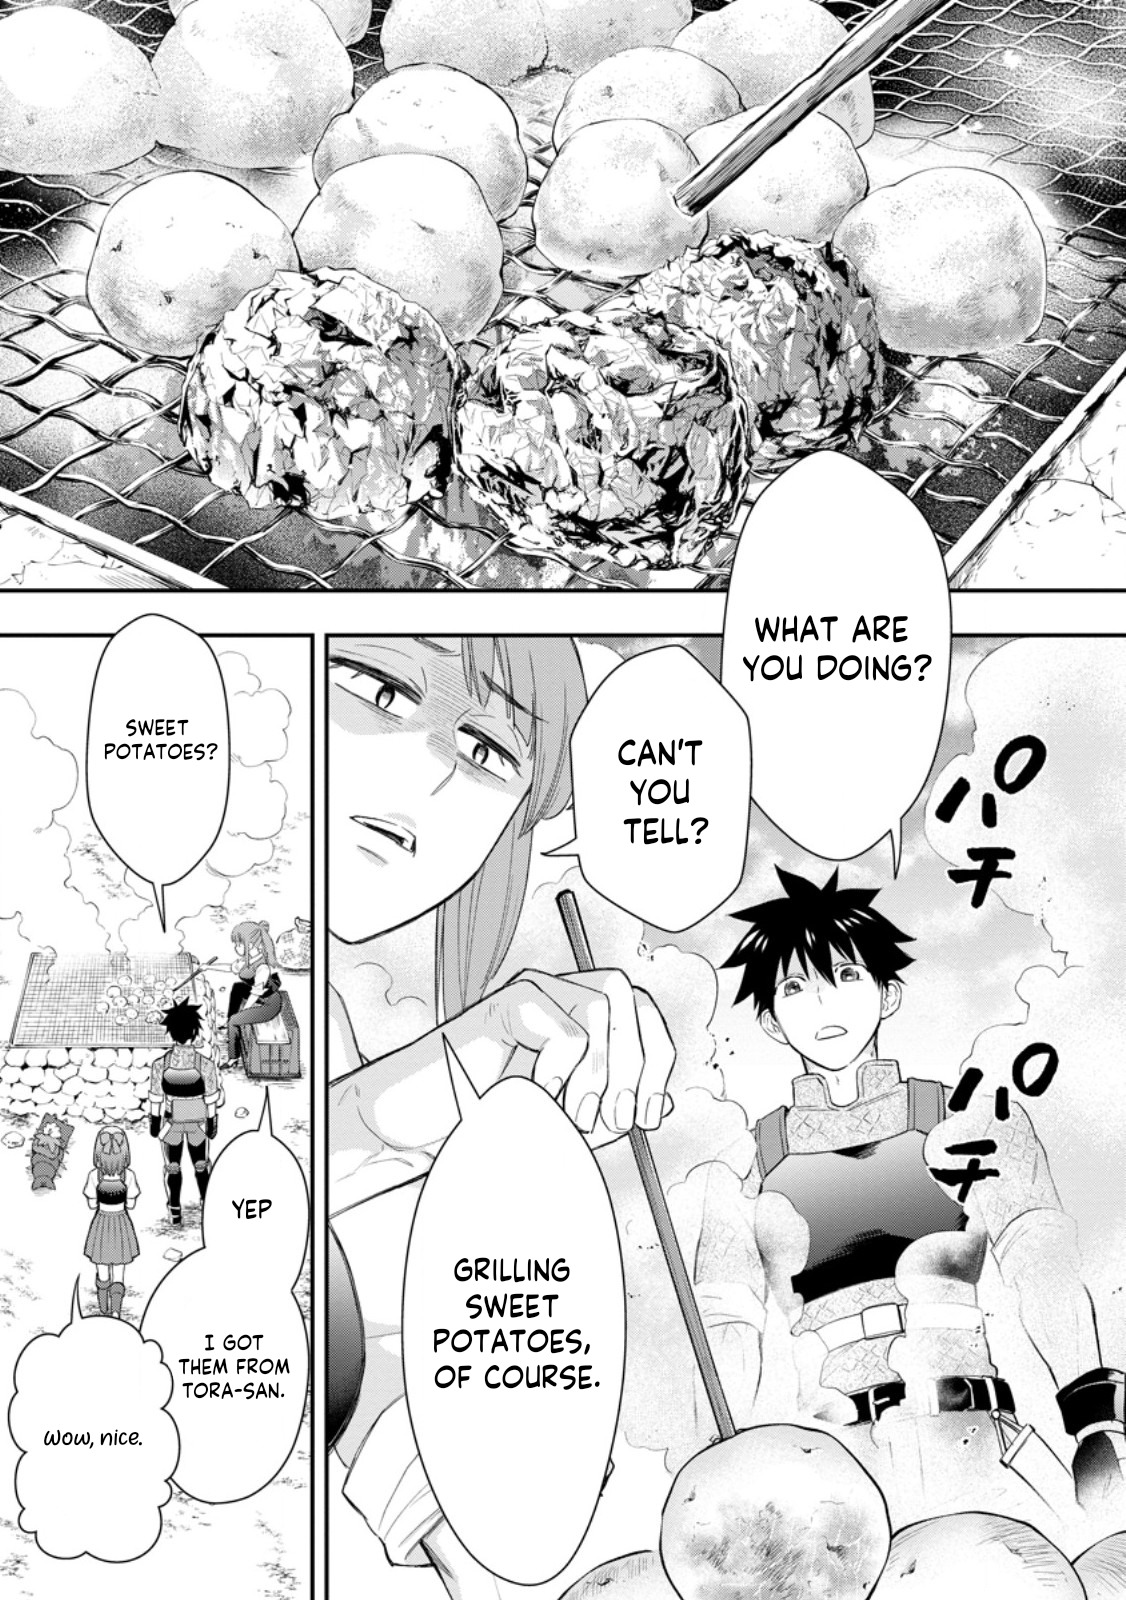 WHAT ARE
YOU DOING?
CAN'T
YOU
TELL?
パチ
パチ
GRILLING
SWEET
POTATOES,
OF COURSE.
SWEET
POTATOES?
YEP
I GOT
THEM FROM
TORA-SAN.
Wow, nice.